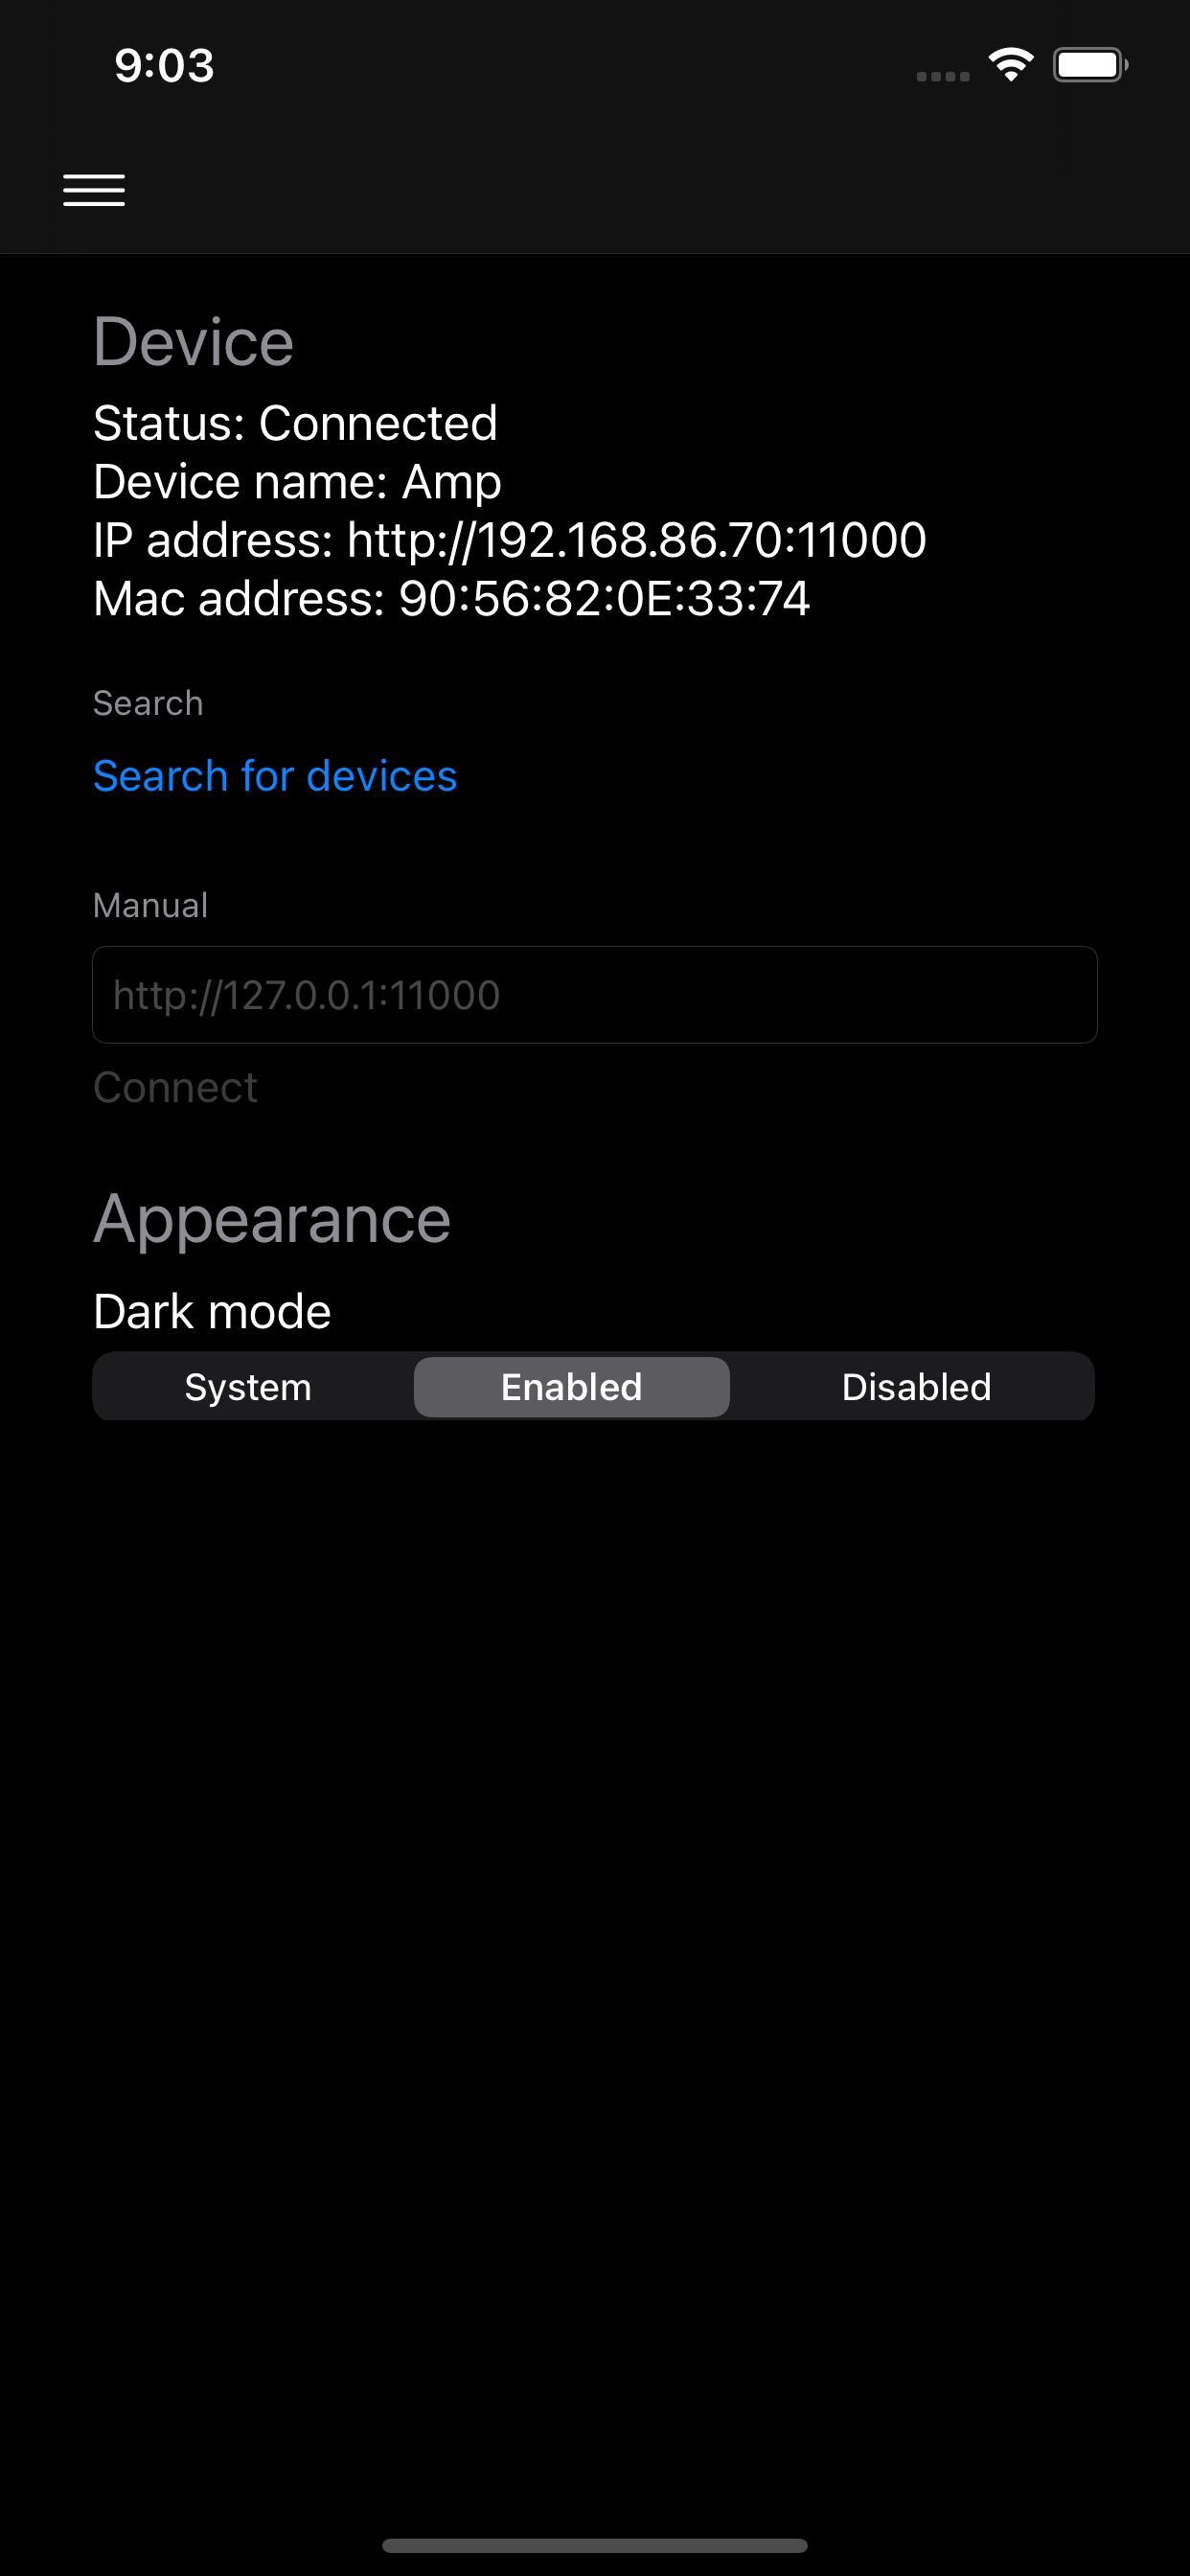 9:03
Device
Status: Connected
Device name: Amp
IP address: http://192.168.86.70:11000
Mac address: 90:56:82:0E:33:74
Search
Search for devices
Manual
http://127.0.0.1:11000
Connect
Appearance
Dark mode
System Enabled Disabled